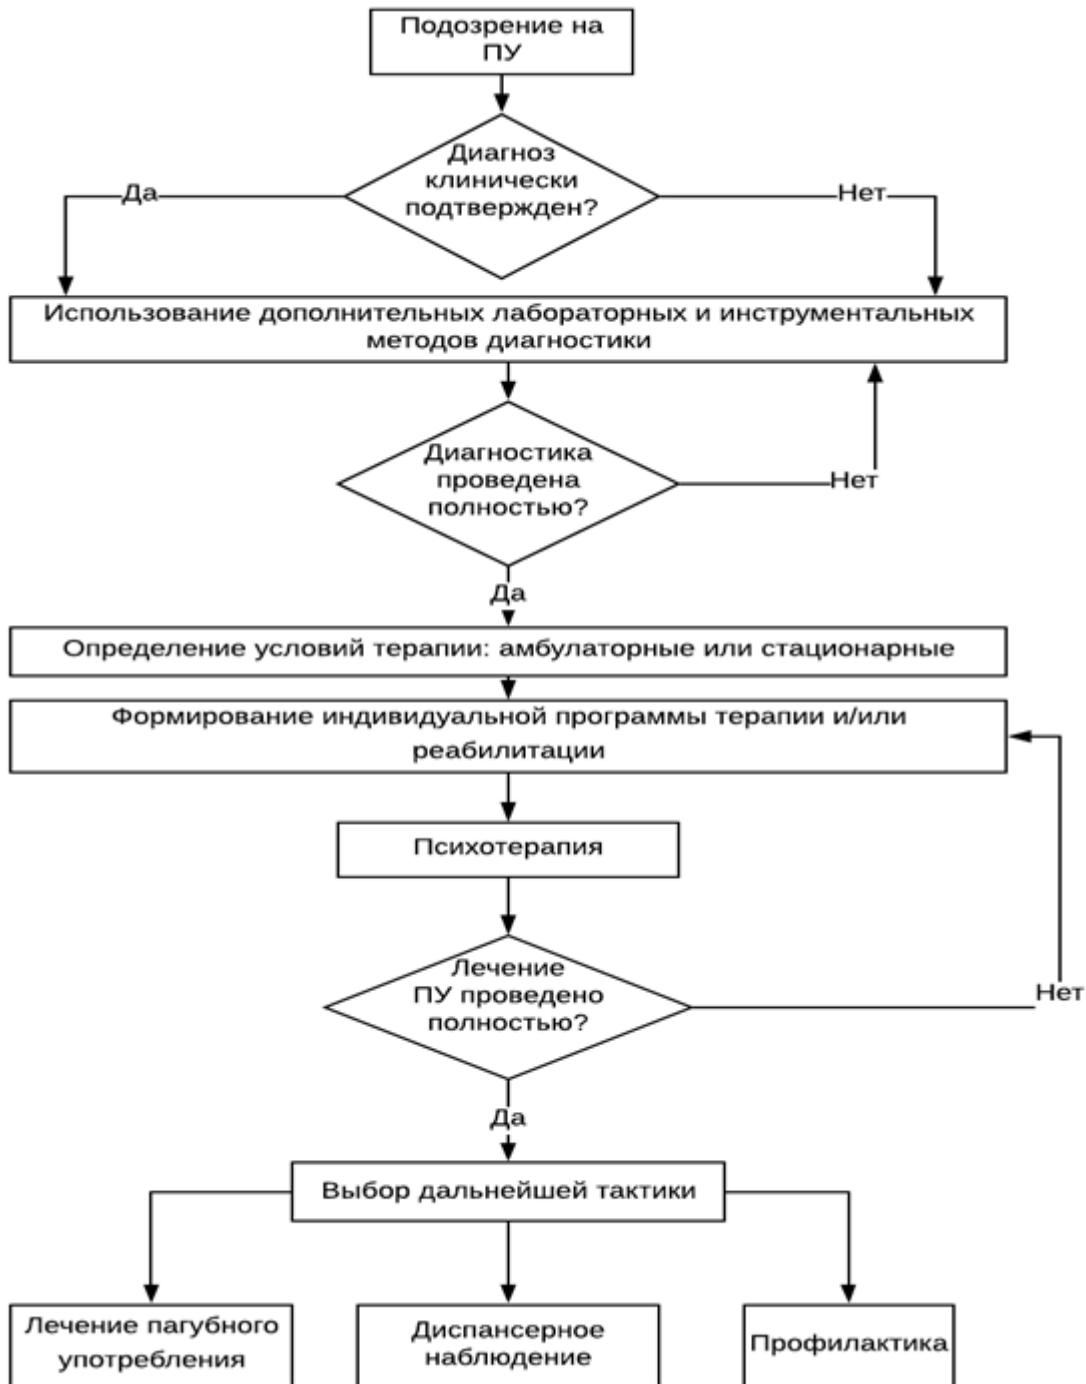 Подозрение на
ПУ
Диагноз
клинически
подтвержден?
Да
Нет
Использование дополнительных лабораторных и инструментальных
методов диагностики
Диагностика
проведена
полностью?
Нет
Да
Определение условий терапии: амбулаторные или стационарные
Формирование индивидуальной программы терапии и/или
реабилитации
Психотерапия
Лечение
ПУ проведено
полностью?
Нет
Да
Выбор дальнейшей тактики
Лечение пагубного
употребления
Диспансерное
наблюдение
Профилактика